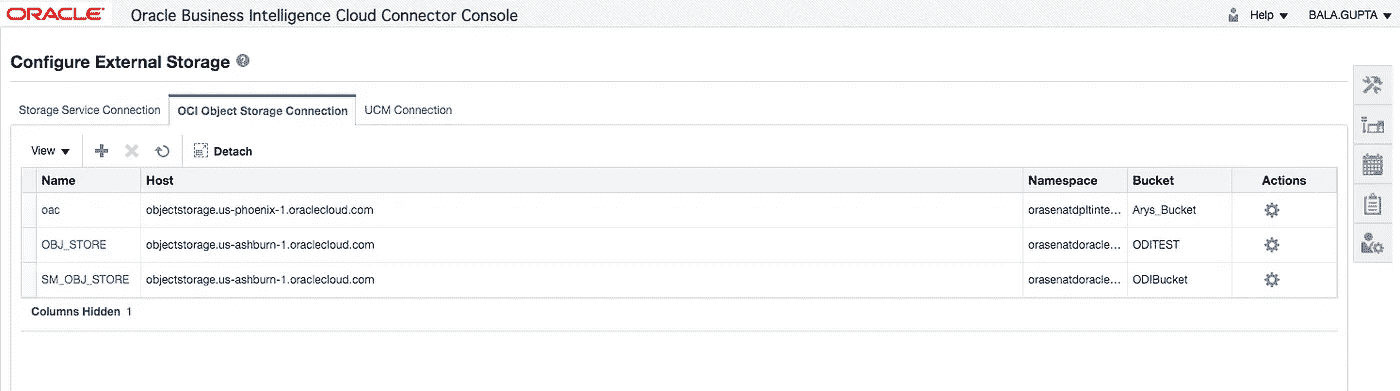 ORACLE Oracle Business Intelligence Cloud Connector Console Help BALA.GUPTA
Configure External Storage
Storage Service Connection OCI Object Storage Connection UCM Connection
View Detach
Name Host Namespace Bucket Actions
oac objectstorage.us-phoenix-1.oraclecloud.com orasenatdpltinte... Arys_Bucket
OBJ_STORE objectstorage.us-ashburn-1.oraclecloud.com orasenatdoracle... ODITEST
SM_OBJ_STORE objectstorage.us-ashburn-1.oraclecloud.com orasenatdoracle... ODIBucket
Columns Hidden 1